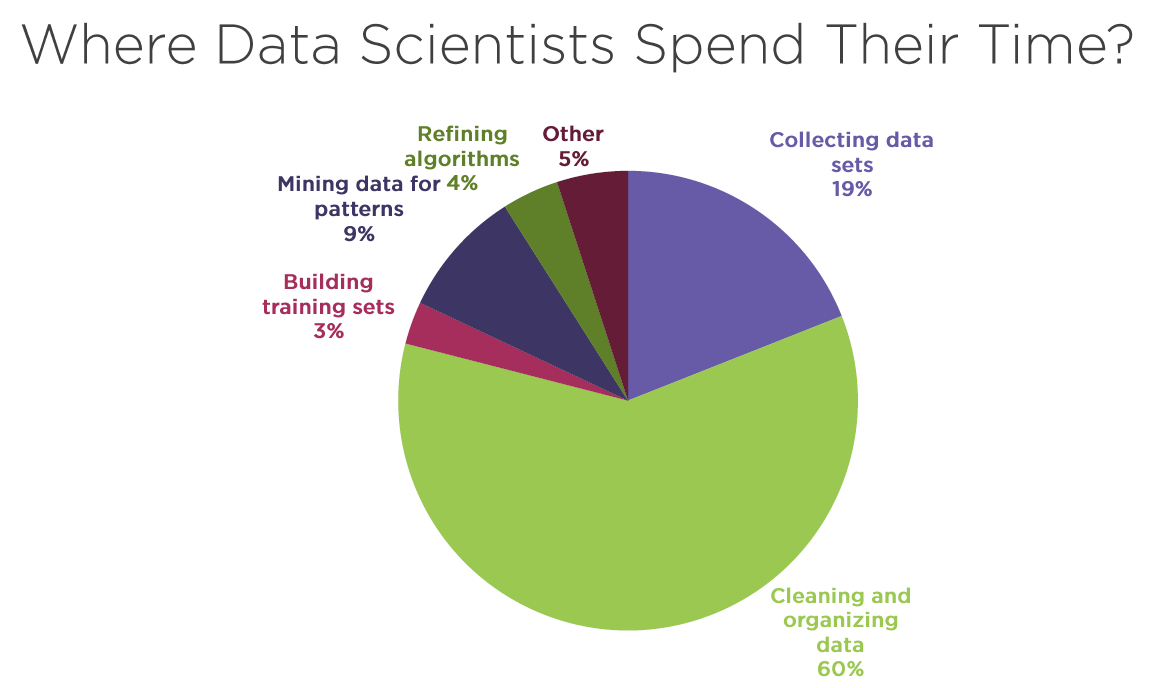 Where Data Scientists Spend Their Time?
Refining
algorithms
4%
Other
5%
Collecting data
sets
19%
Mining data for
patterns
9%
Building
training sets
3%
Cleaning and
organizing
data
60%